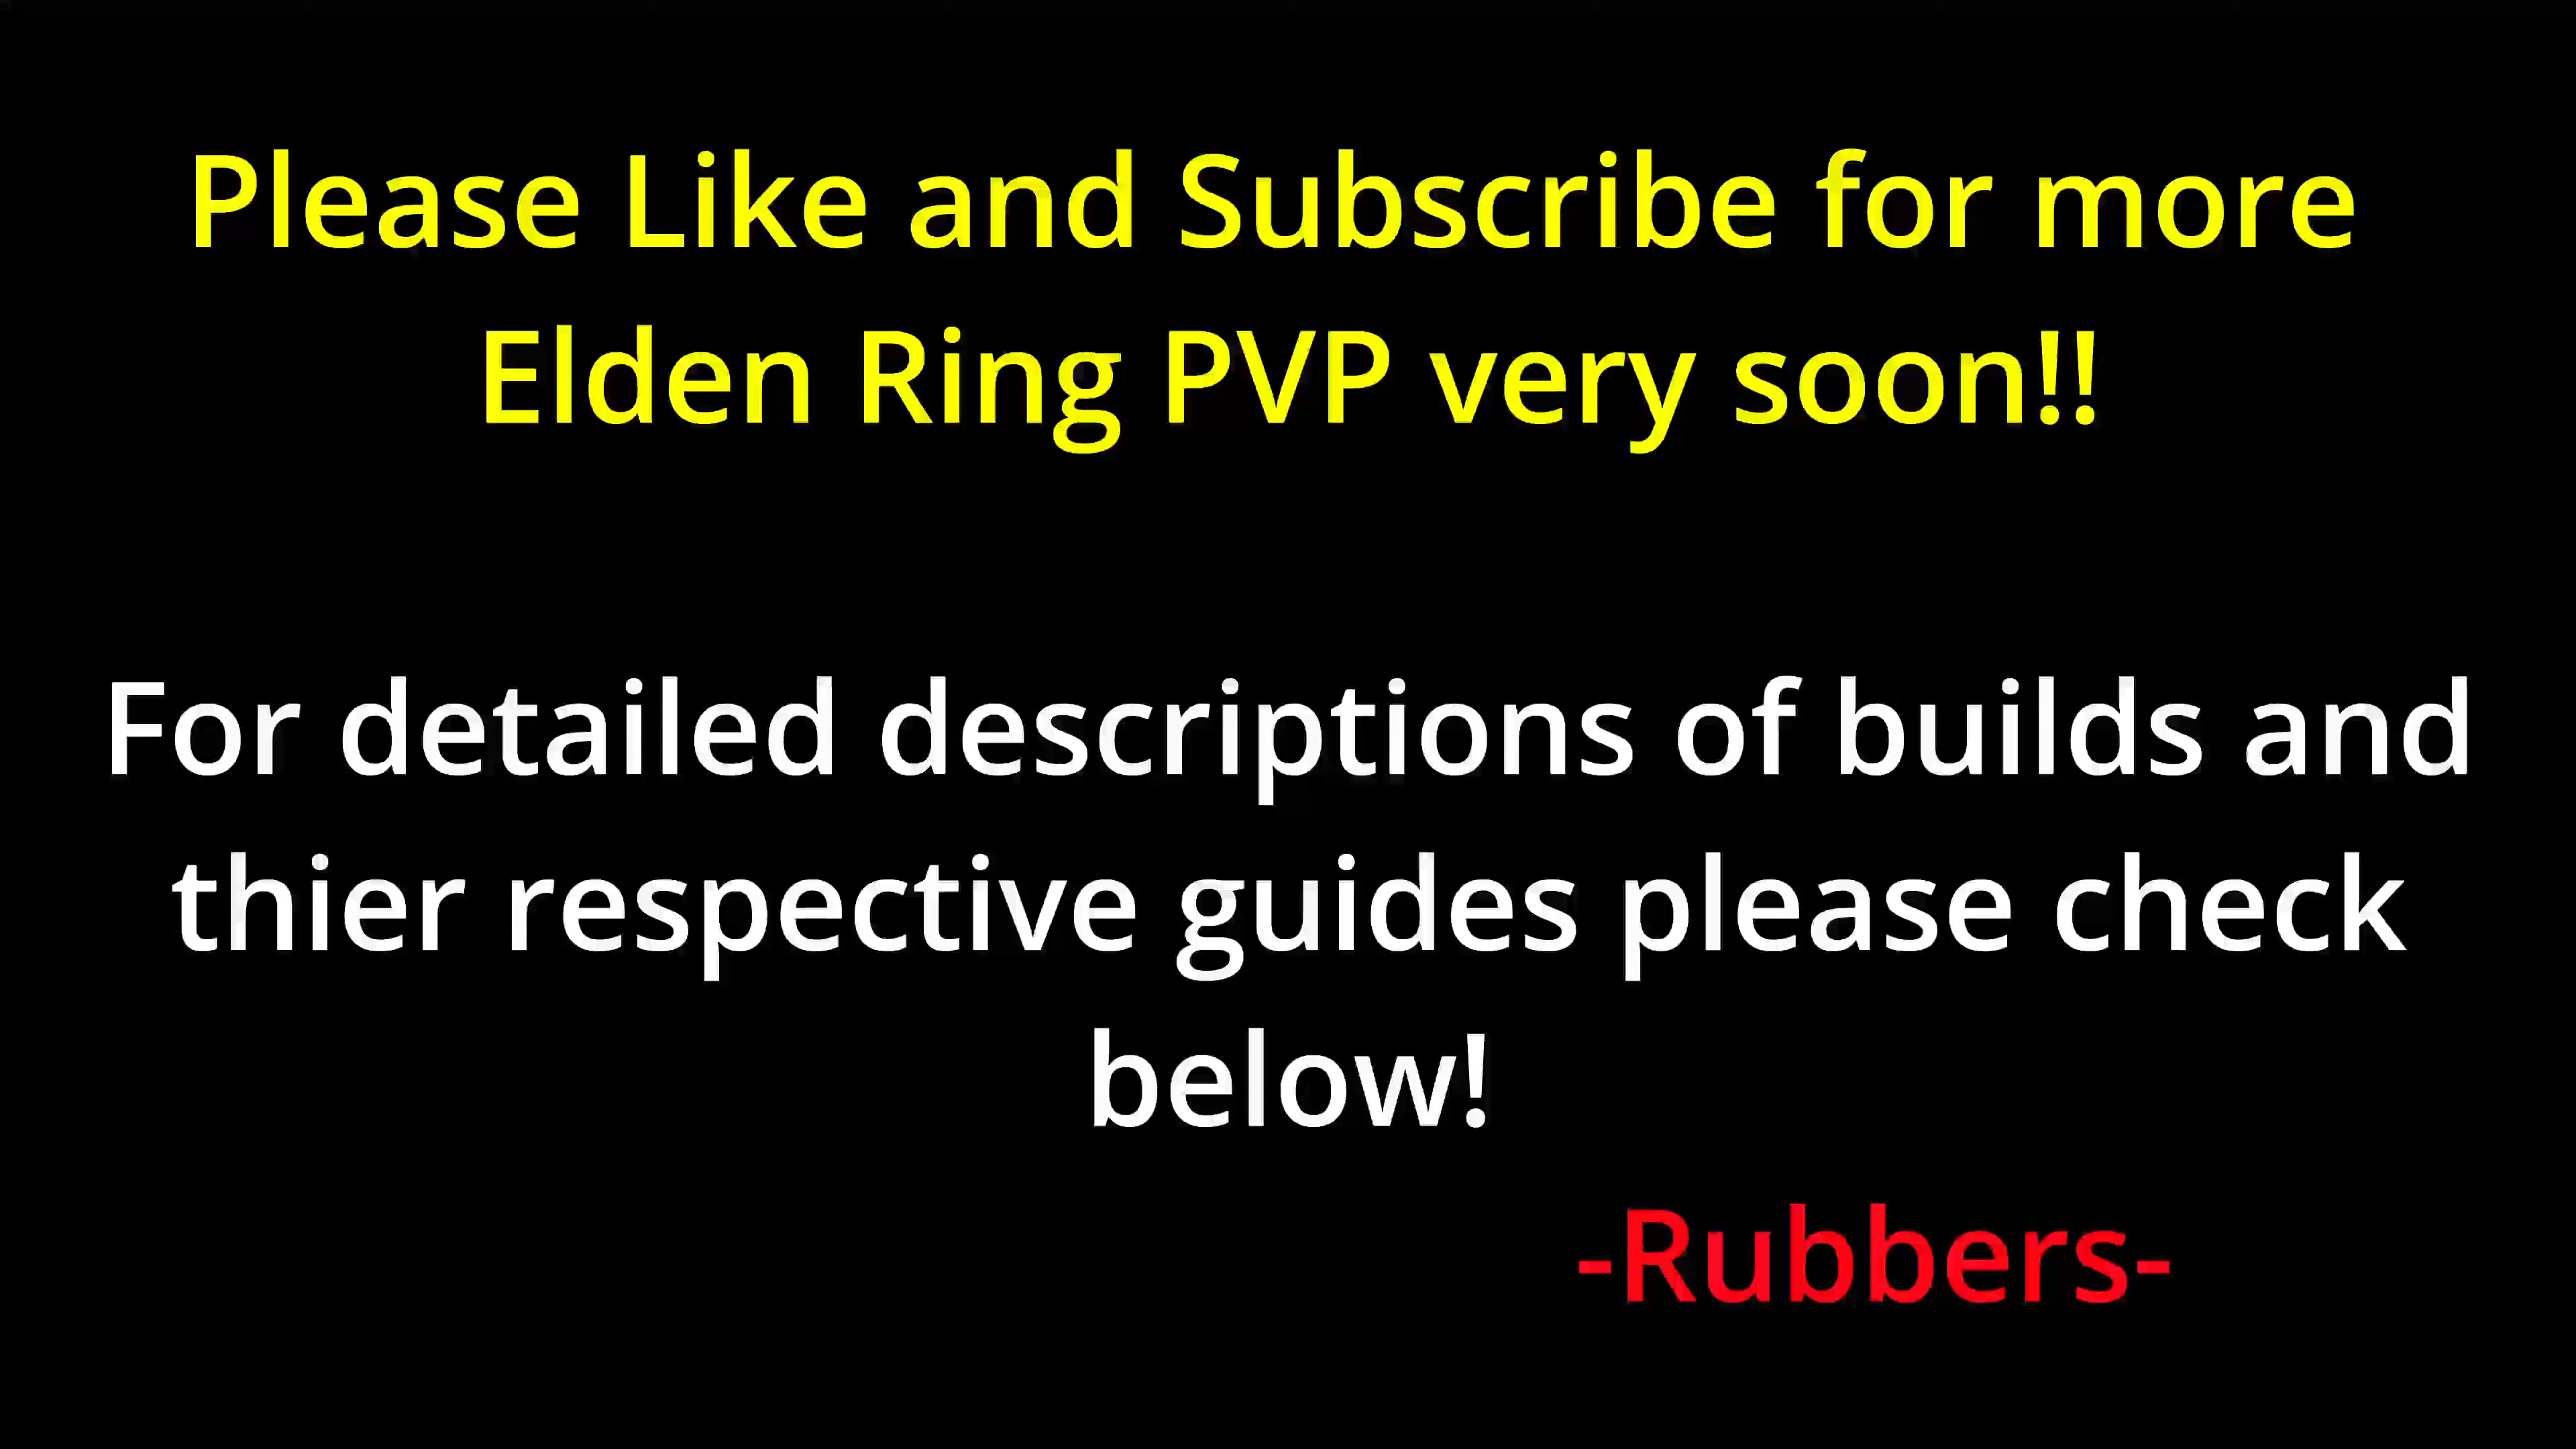 Please Like and Subscribe for more
Elden Ring PVP very soon!!
For detailed descriptions of builds and
thier respective guides please check
below!
-Rubbers-